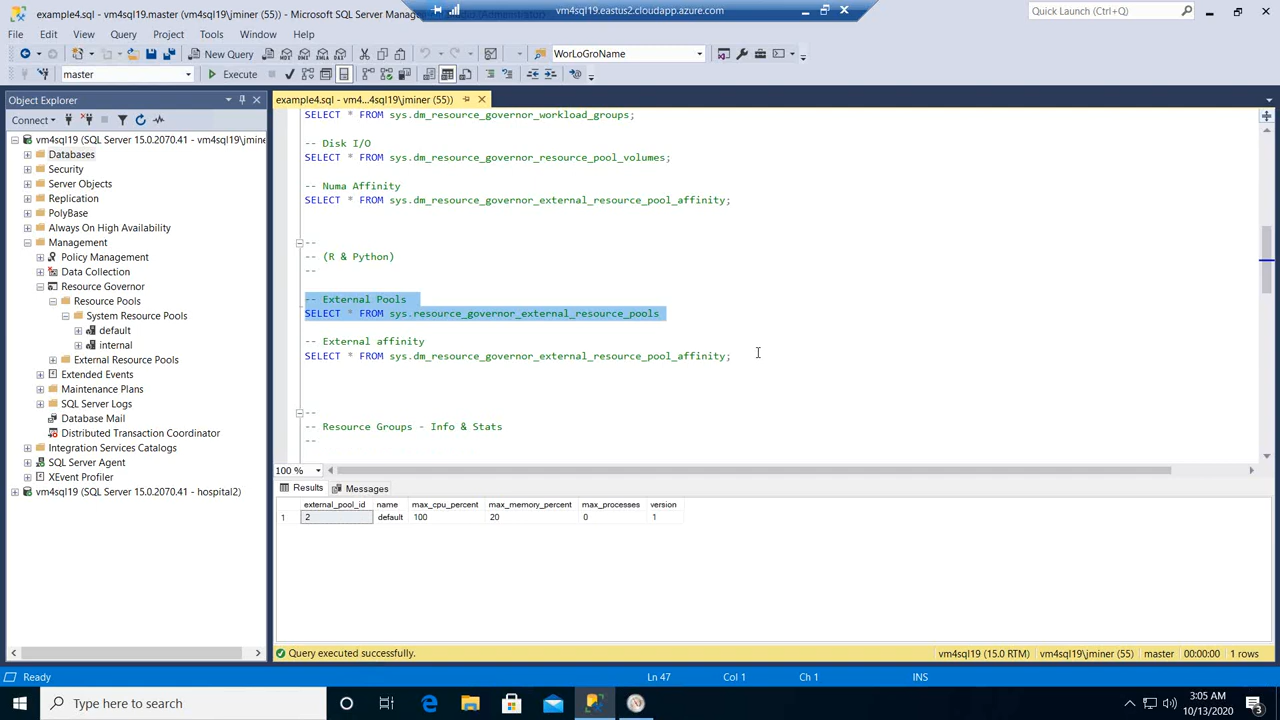 example4.sql - vm4sql19.master (vm4sql19\jminer (55)) - Microsoft SQL Server
vm4sql19.eastus2.cloudapp.azure.com
Quick Launch (Ctrl+Q)
File Edit View Query Project Tools Window Help
New Query
WorLoGroName
master
Execute
Object Explorer
example4.sql - vm4...4sql19\jminer (55))
Connect
vm4sql19 (SQL Server 15.0.2070.41 - vm4sql19\jmine
Databases
Security
Server Objects
Replication
PolyBase
Always On High Availability
Management
Policy Management
Data Collection
Resource Governor
Resource Pools
System Resource Pools
default
internal
External Resource Pools
Extended Events
Maintenance Plans
SQL Server Logs
Database Mail
Distributed Transaction Coordinator
Integration Services Catalogs
SQL Server Agent
XEvent Profiler
vm4sql19 (SQL Server 15.0.2070.41 - hospital2)
SELECT * FROM sys.dm_resource_governor_workload_groups;
-- Disk I/O
SELECT * FROM sys.dm_resource_governor_resource_pool_volumes;
-- Numa Affinity
SELECT * FROM sys.dm_resource_governor_external_resource_pool_affinity;
--
-- (R & Python)
--
-- External Pools
SELECT * FROM sys.resource_governor_external_resource_pools
-- External affinity
SELECT * FROM sys.dm_resource_governor_external_resource_pool_affinity;
--
-- Resource Groups - Info & Stats
--
100 %
Results Messages
external_pool_id name max_cpu_percent max_memory_percent max_processes version
1 2 default 100 20 0 1
Query executed successfully.
vm4sql19 (15.0 RTM) vm4sql19\jminer (55) master 00:00:00 1 rows
Ready Ln 47 Col 1 Ch 1 INS
Type here to search
3:05 AM
10/13/2020
3